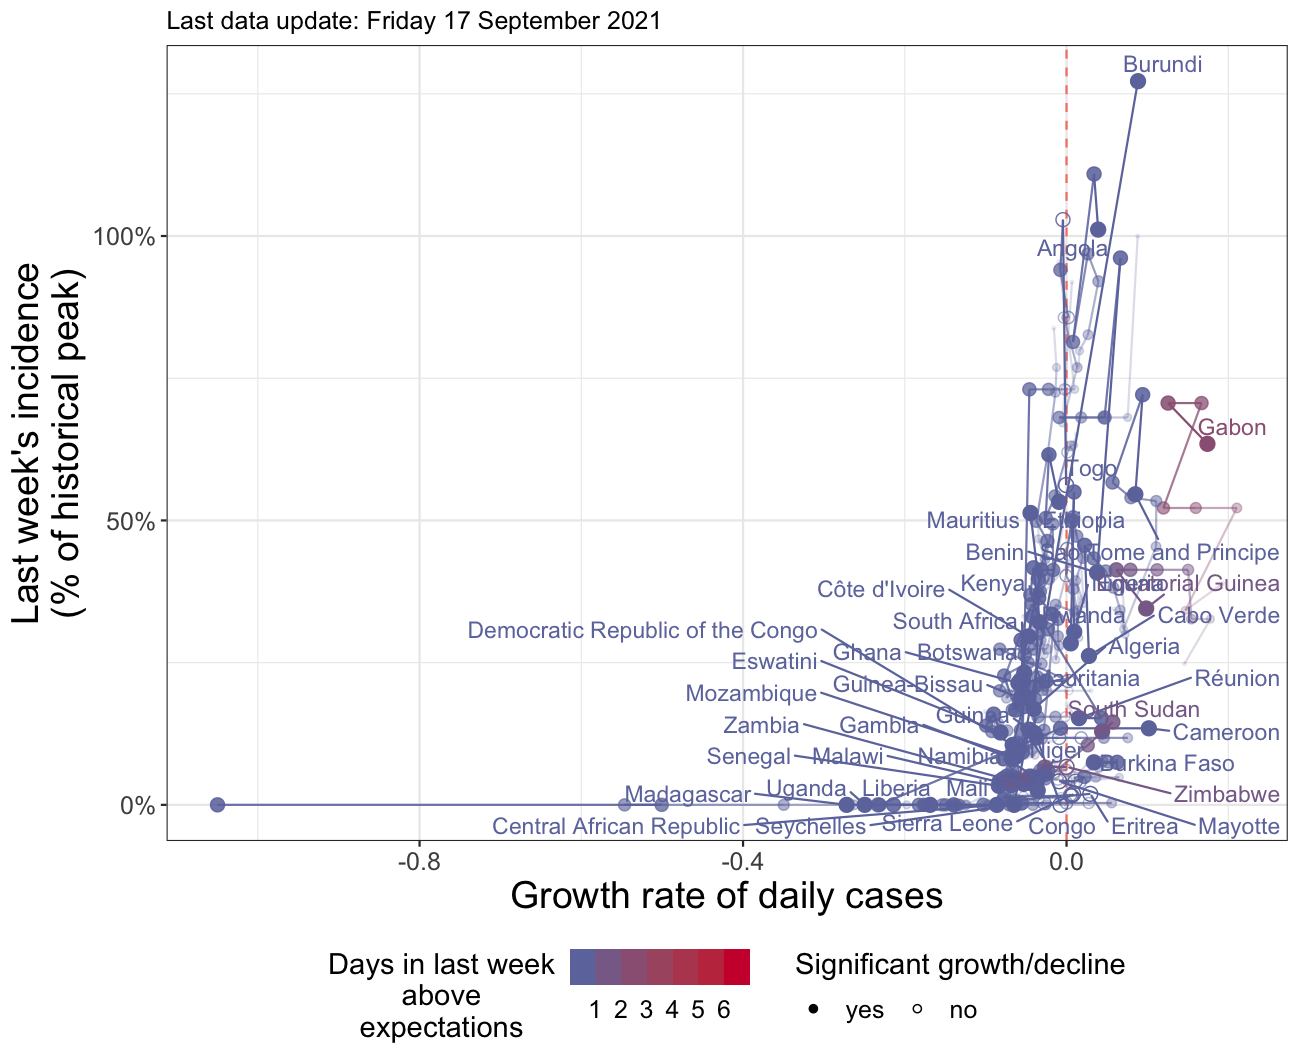 Last data update: Friday 17 September 2021
Last week's incidence
(% of historical peak)
100%
50%
0%
Burundi
Angola
Gabon
Togo
Mauritius
Ethiopia
Benin
Sao Tome and Principe
Kenya
Equatorial Guinea
Côte d'Ivoire
South Africa
Rwanda
Cabo Verde
Democratic Republic of the Congo
Ghana
Botswana
Algeria
Eswatini
Guinea-Bissau
Mauritania
Réunion
Mozambique
Guinea
South Sudan
Zambia
Gambia
Cameroon
Senegal
Malawi
Namibia
Niger
Burkina Faso
Madagascar
Uganda
Liberia
Mali
Zimbabwe
Central African Republic
Seychelles
Sierra Leone
Congo
Eritrea
Mayotte
-0.8
-0.4
0.0
Growth rate of daily cases
Days in last week
above
expectations
1 2 3 4 5 6
Significant growth/decline
yes
no